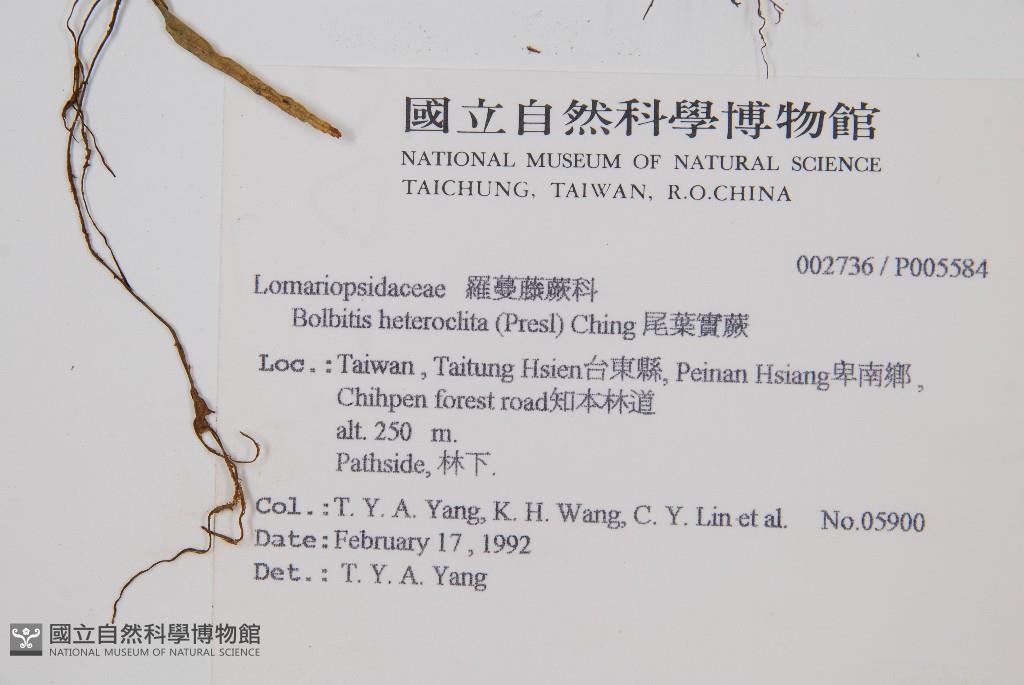 國立自然科學博物館
NATIONAL MUSEUM OF NATURAL SCIENCE
TAICHUNG, TAIWAN, R.O.CHINA
002736 / P005584
Lomariopsidaceae 羅蔓藤蕨科
Bolbitis heteroclita (Presl) Ching 尾葉實蕨
Loc.: Taiwan , Taitung Hsien台東縣, Peinan Hsiang卑南鄉 ,
Chihpen forest road知本林道
alt. 250 m.
Pathside, 林下.
Col.: T. Y. A. Yang, K. H. Wang, C. Y. Lin et al. No.05900
Date: February 17 , 1992
Det.: T. Y. A. Yang
國立自然科學博物館
NATIONAL MUSEUM OF NATURAL SCIENCE